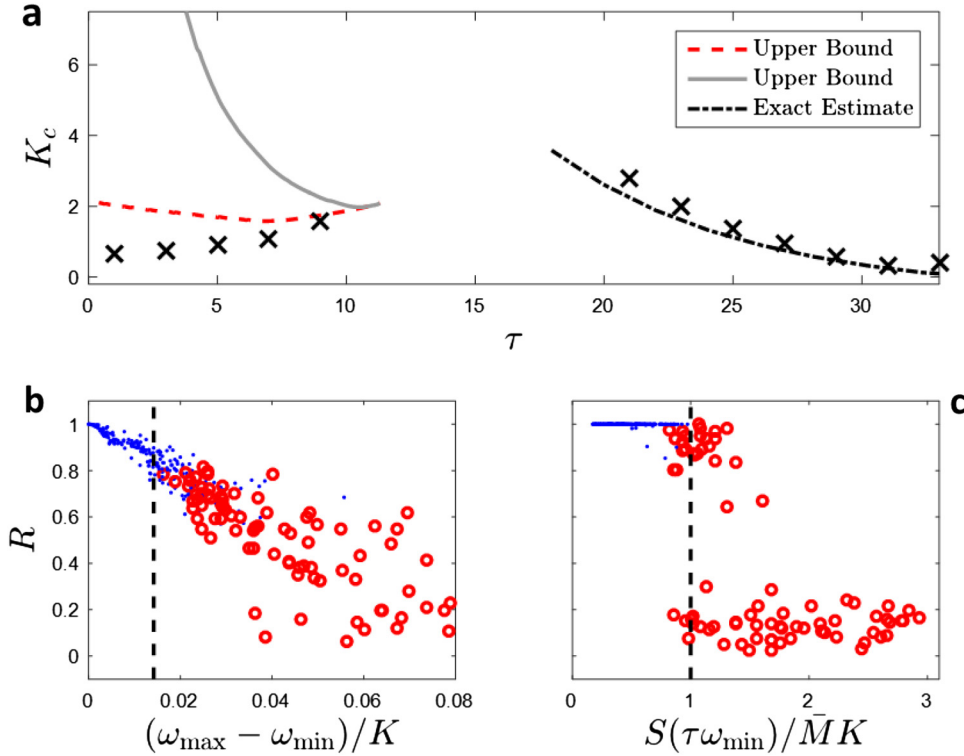 a
6
4
2
0
K_c
Upper Bound
Upper Bound
Exact Estimate
0 5 10 15 20 25 30
τ
b
1
0.8
0.6
0.4
0.2
0
R
0 0.02 0.04 0.06 0.08
(ω_max − ω_min)/K
c
0 1 2 3
S(τω_min)/M̄K